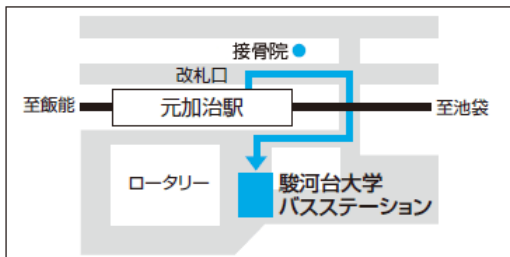 接骨院
改札口
至飯能
元加治駅
至池袋
ロータリー
駿河台大学
バスステーション